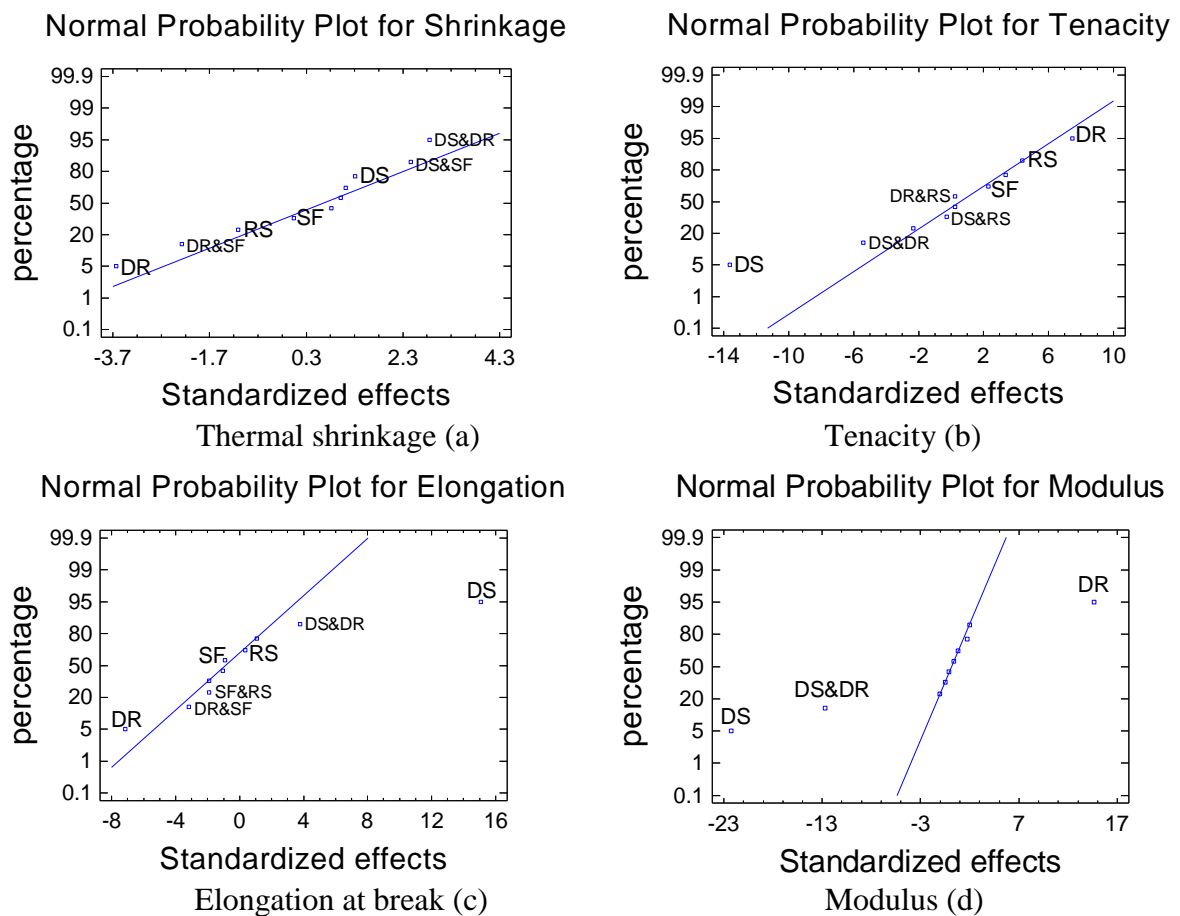 Normal Probability Plot for Shrinkage
percentage
99.9
99
95
80
50
20
5
1
0.1
DS&DR
DS&SF
DS
SF
RS
DR&SF
DR
-3.7 -1.7 0.3 2.3 4.3
Standardized effects
Thermal shrinkage (a)
Normal Probability Plot for Tenacity
percentage
99.9
99
95
80
50
20
5
1
0.1
DR
RS
SF
DR&RS
DS&RS
DS&DR
DS
-14 -10 -6 -2 2 6 10
Standardized effects
Tenacity (b)
Normal Probability Plot for Elongation
percentage
99.9
99
95
80
50
20
5
1
0.1
DS
DS&DR
SF RS
SF&RS
DR&SF
DR
-8 -4 0 4 8 12 16
Standardized effects
Elongation at break (c)
Normal Probability Plot for Modulus
percentage
99.9
99
95
80
50
20
5
1
0.1
DR
DS&DR
DS
-23 -13 -3 7 17
Standardized effects
Modulus (d)